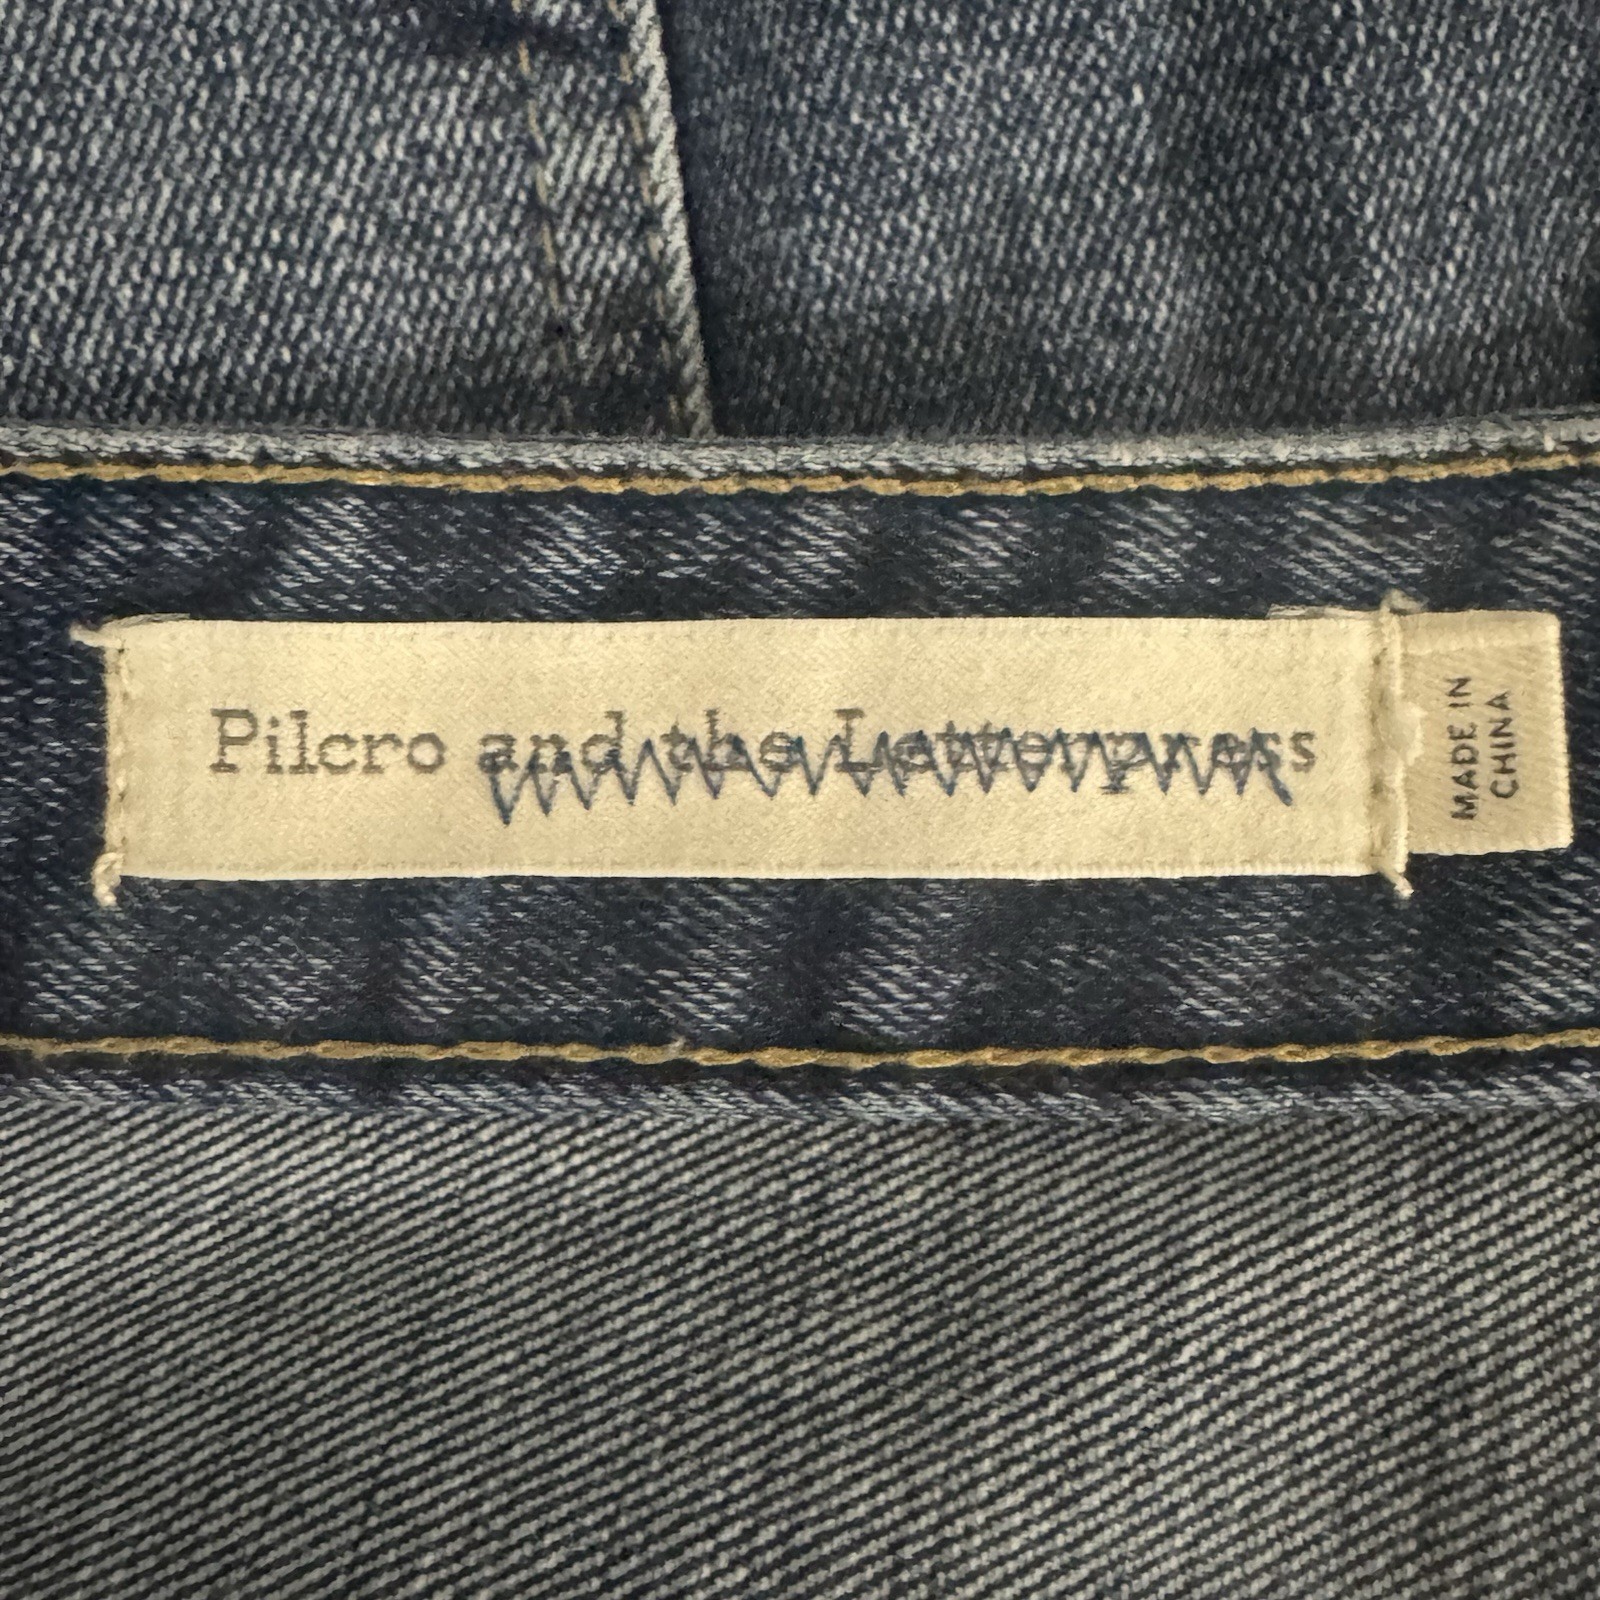 Pilcro and the Letterpress
MADE IN
CHINA